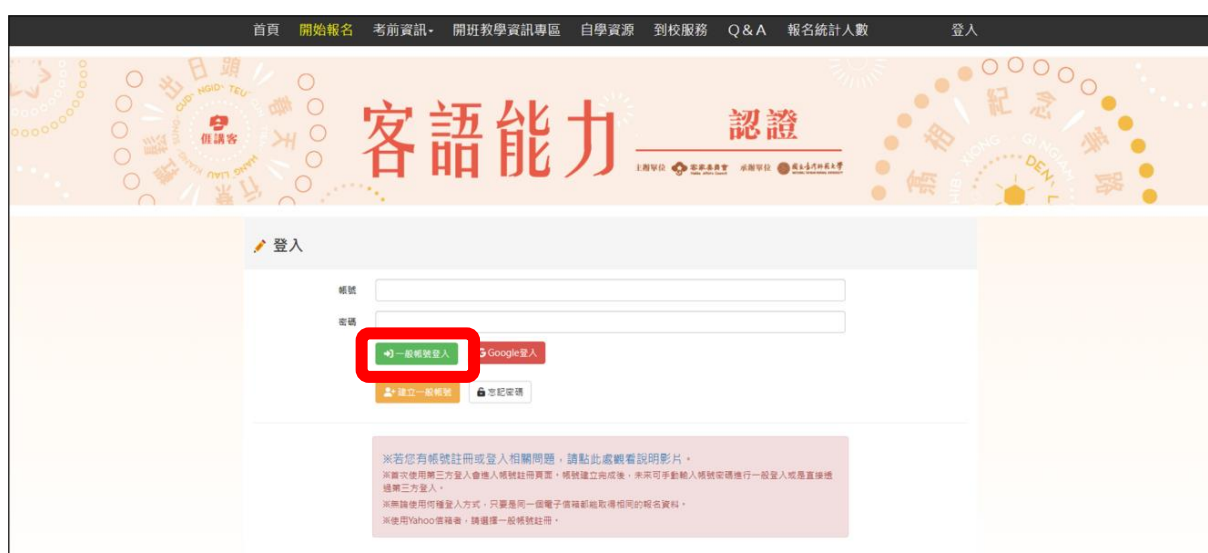 首頁 開始報名 考前資訊 開班教學資訊專區 自學資源 到校服務 Q&A 報名統計人數 登入
客語能力 認證
主辦單位 客家委員會 承辦單位 國立臺灣師範大學
𠊎講客
登入
帳號
密碼
一般帳號登入 Google登入
建立一般帳號 忘記密碼
※若您有帳號註冊或登入相關問題，請點此處觀看說明影片。
※首次使用第三方登入會進入帳號註冊頁面，帳號建立完成後，未來可手動輸入帳號密碼進行一般登入或是直接透
過第三方登入。
※無論使用何種登入方式，只要是同一個電子信箱都能取得相同的報名資料。
※使用Yahoo信箱者，請選擇一般帳號註冊。